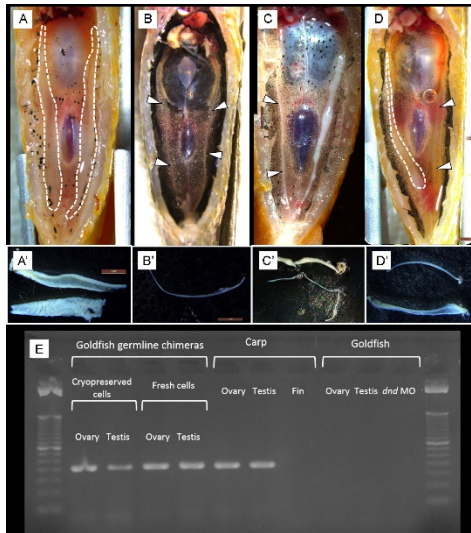 A B C D
A' B' C' D'
E
Goldfish germline chimeras Carp Goldfish
Cryopreserved cells Fresh cells
Ovary Testis Fin Ovary Testis dnd MO
Ovary Testis Ovary Testis